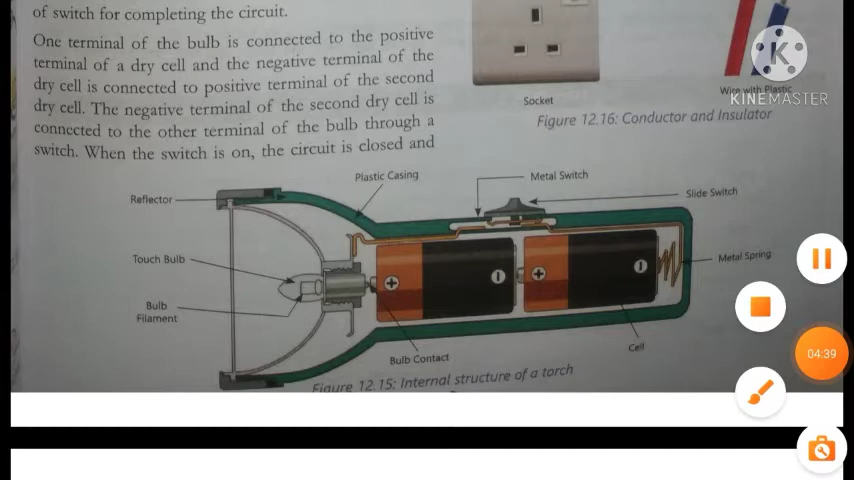 of switch for completing the circuit.
One terminal of the bulb is connected to the positive
terminal of a dry cell and the negative terminal of the
dry cell is connected to positive terminal of the second
dry cell. The negative terminal of the second dry cell is
connected to the other terminal of the bulb through a
switch. When the switch is on, the circuit is closed and
Socket
Wire with Plastic
Figure 12.16: Conductor and Insulator
K
KINEMASTER
Plastic Casing
Metal Switch
Reflector
Slide Switch
Touch Bulb
Metal Spring
Bulb
Filament
+
−
+
−
Bulb Contact
Cell
Figure 12.15: Internal structure of a torch
04:39